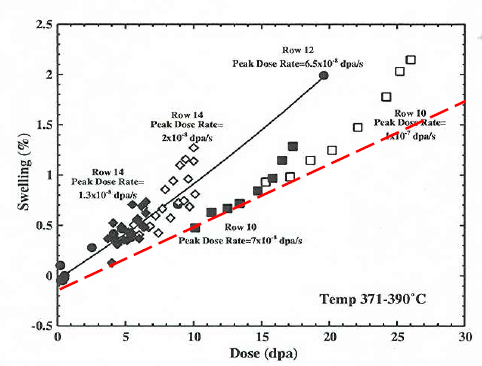 2.5
2
1.5
1
0.5
0
-0.5
Swelling (%)
Row 12
Peak Dose Rate=6.5x10⁻⁸ dpa/s
Row 14
Peak Dose Rate=
2x10⁻⁸ dpa/s
Row 10
Peak Dose Rate=
1x10⁻⁷ dpa/s
Row 14
Peak Dose Rate=
1.3x10⁻⁸ dpa/s
Row 10
Peak Dose Rate=7x10⁻⁸ dpa/s
Temp 371-390°C
0 5 10 15 20 25 30
Dose (dpa)